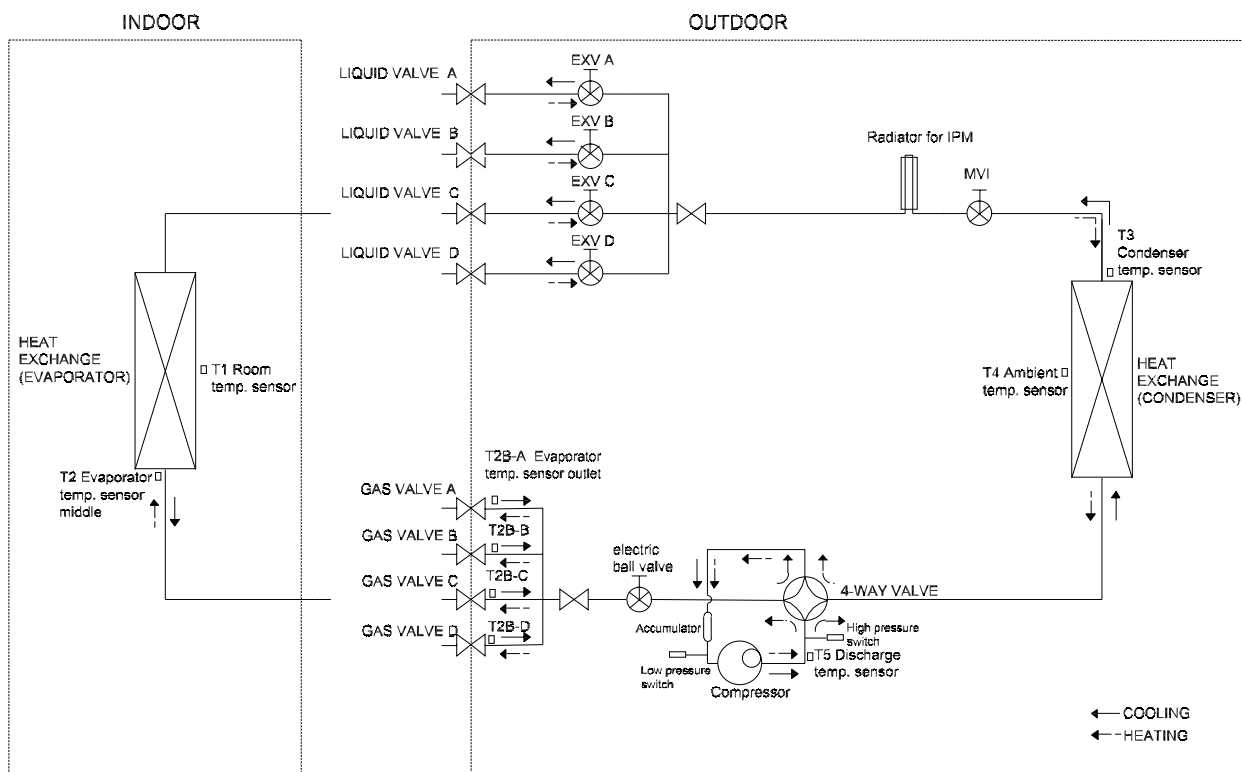 INDOOR
OUTDOOR
LIQUID VALVE A
EXV A
LIQUID VALVE B
EXV B
Radiator for IPM
MVI
LIQUID VALVE C
EXV C
LIQUID VALVE D
EXV D
T3
Condenser
temp. sensor
HEAT
EXCHANGE
(EVAPORATOR)
T1 Room
temp. sensor
T4 Ambient
temp. sensor
HEAT
EXCHANGE
(CONDENSER)
T2 Evaporator
temp. sensor
middle
T2B-A Evaporator
temp. sensor outlet
GAS VALVE A
GAS VALVE B
T2B-B
GAS VALVE C
T2B-C
GAS VALVE D
T2B-D
electric
ball valve
4-WAY VALVE
Accumulator
High pressure
switch
Low pressure
switch
T5 Discharge
temp. sensor
Compressor
COOLING
HEATING